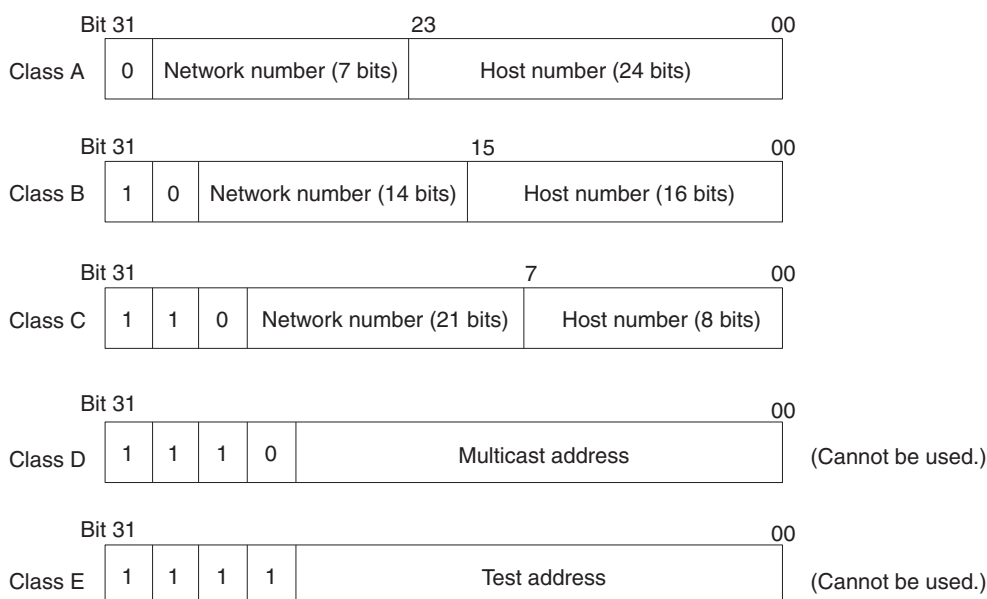 Bit 31 23 00
Class A 0 Network number (7 bits) Host number (24 bits)
Bit 31 15 00
Class B 1 0 Network number (14 bits) Host number (16 bits)
Bit 31 7 00
Class C 1 1 0 Network number (21 bits) Host number (8 bits)
Bit 31 00
Class D 1 1 1 0 Multicast address (Cannot be used.)
Bit 31 00
Class E 1 1 1 1 Test address (Cannot be used.)